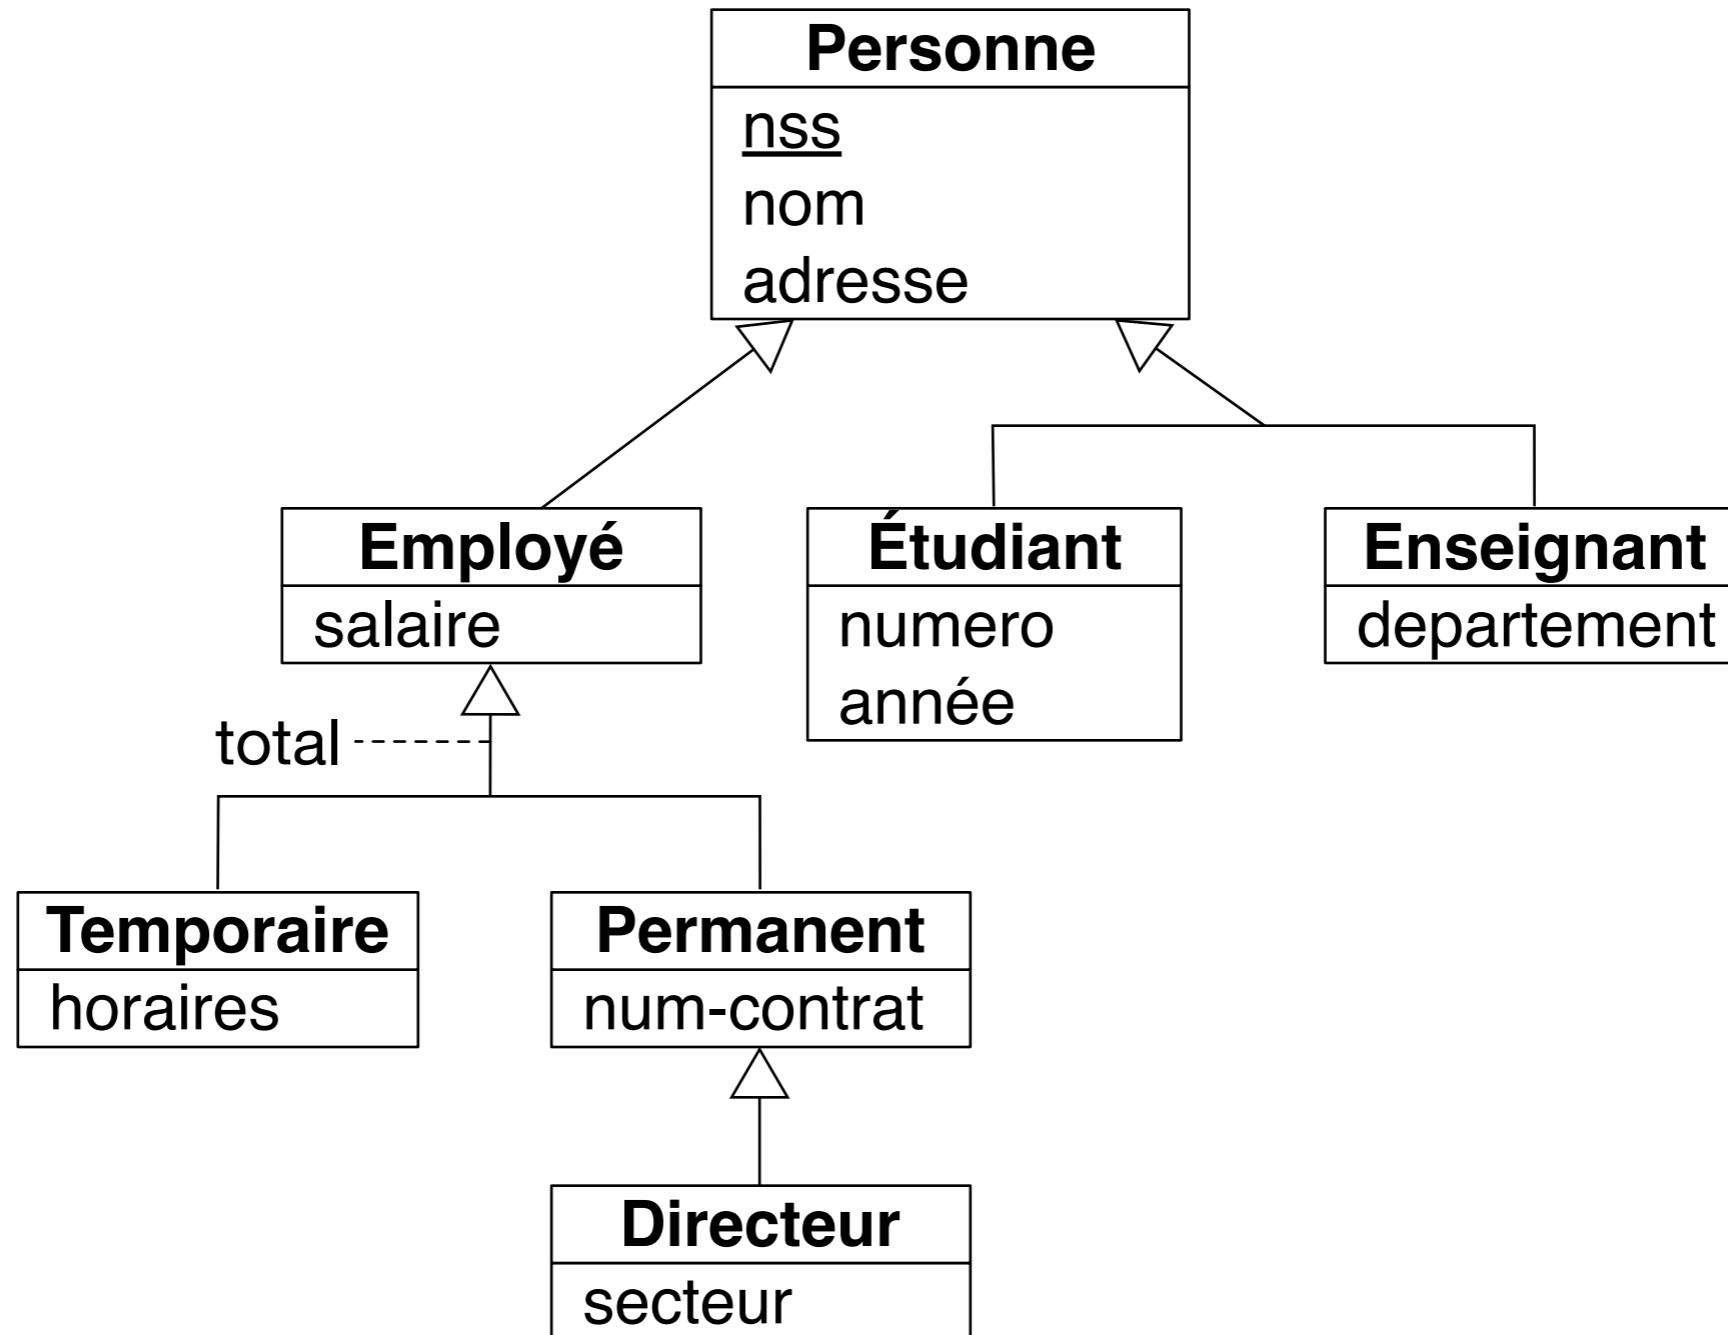 Personne
nss
nom
adresse
Employé
salaire
Étudiant
numero
année
Enseignant
departement
total
Temporaire
horaires
Permanent
num-contrat
Directeur
secteur